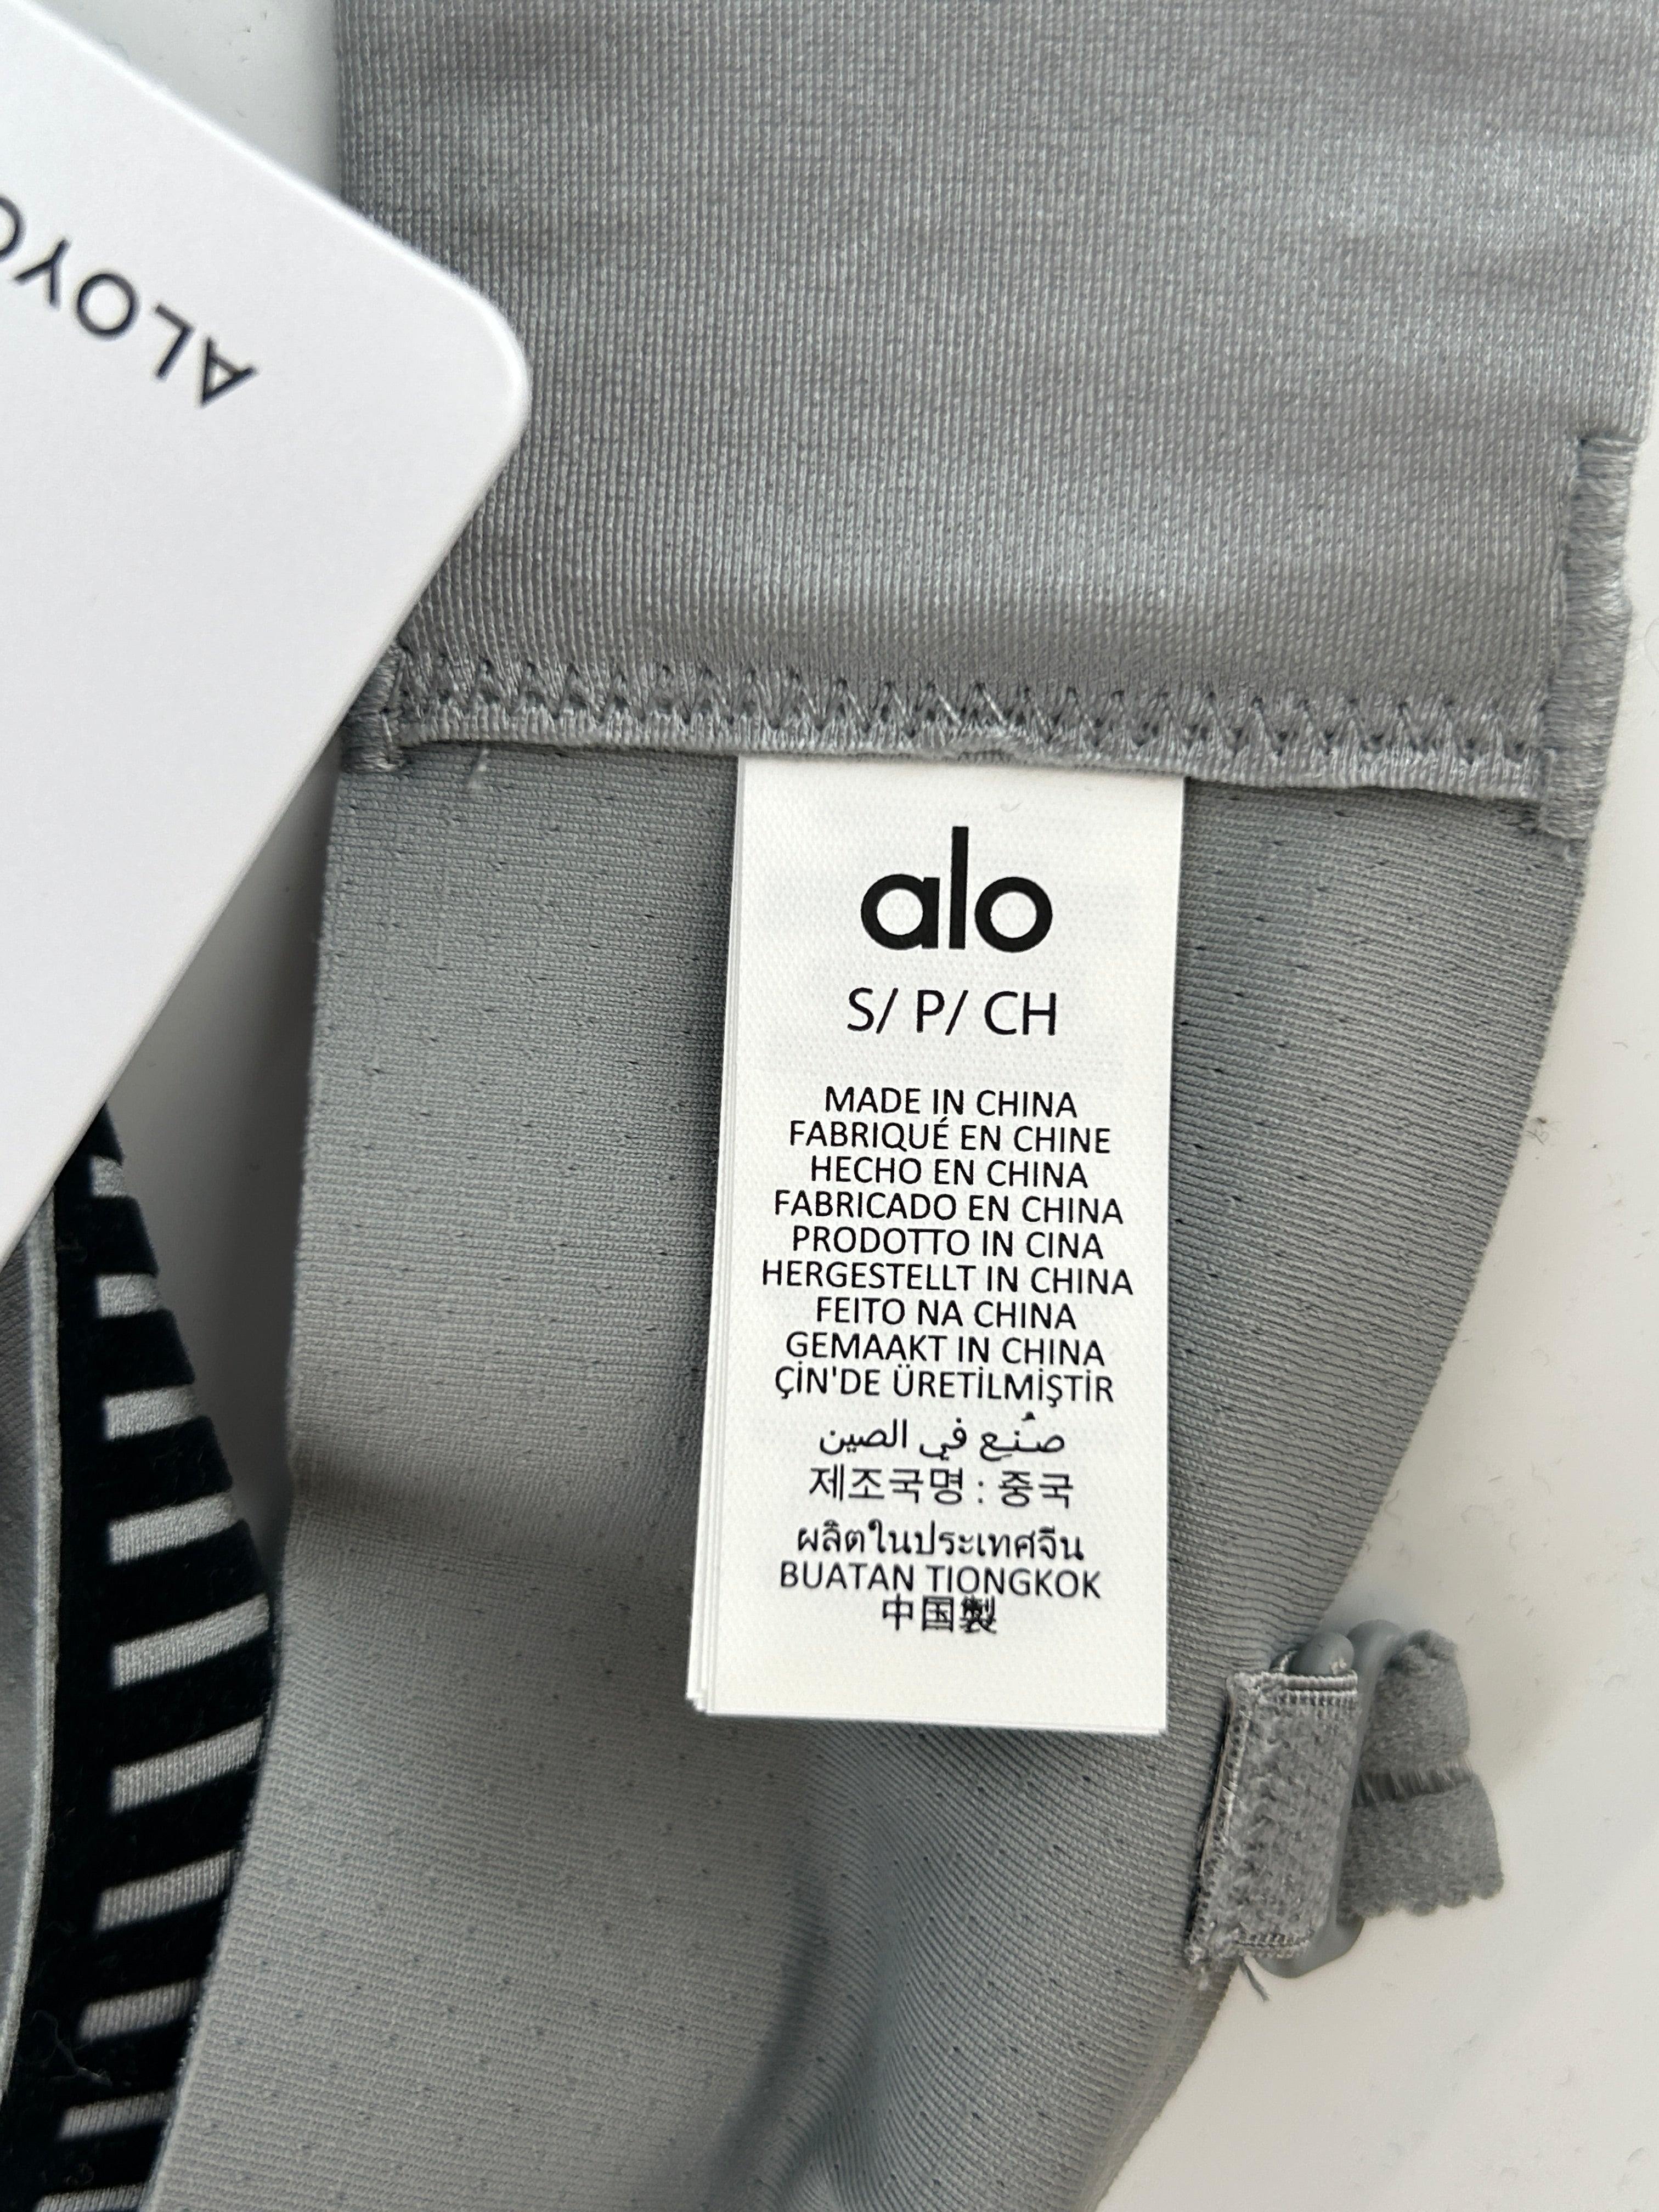 ALOYO
alo
S/ P/ CH
MADE IN CHINA
FABRIQUÉ EN CHINE
HECHO EN CHINA
FABRICADO EN CHINA
PRODOTTO IN CINA
HERGESTELLT IN CHINA
FEITO NA CHINA
GEMAAKT IN CHINA
ÇİN'DE ÜRETİLMİŞTİR
صُنِع في الصين
제조국명 : 중국
ผลิตในประเทศจีน
BUATAN TIONGKOK
中国製